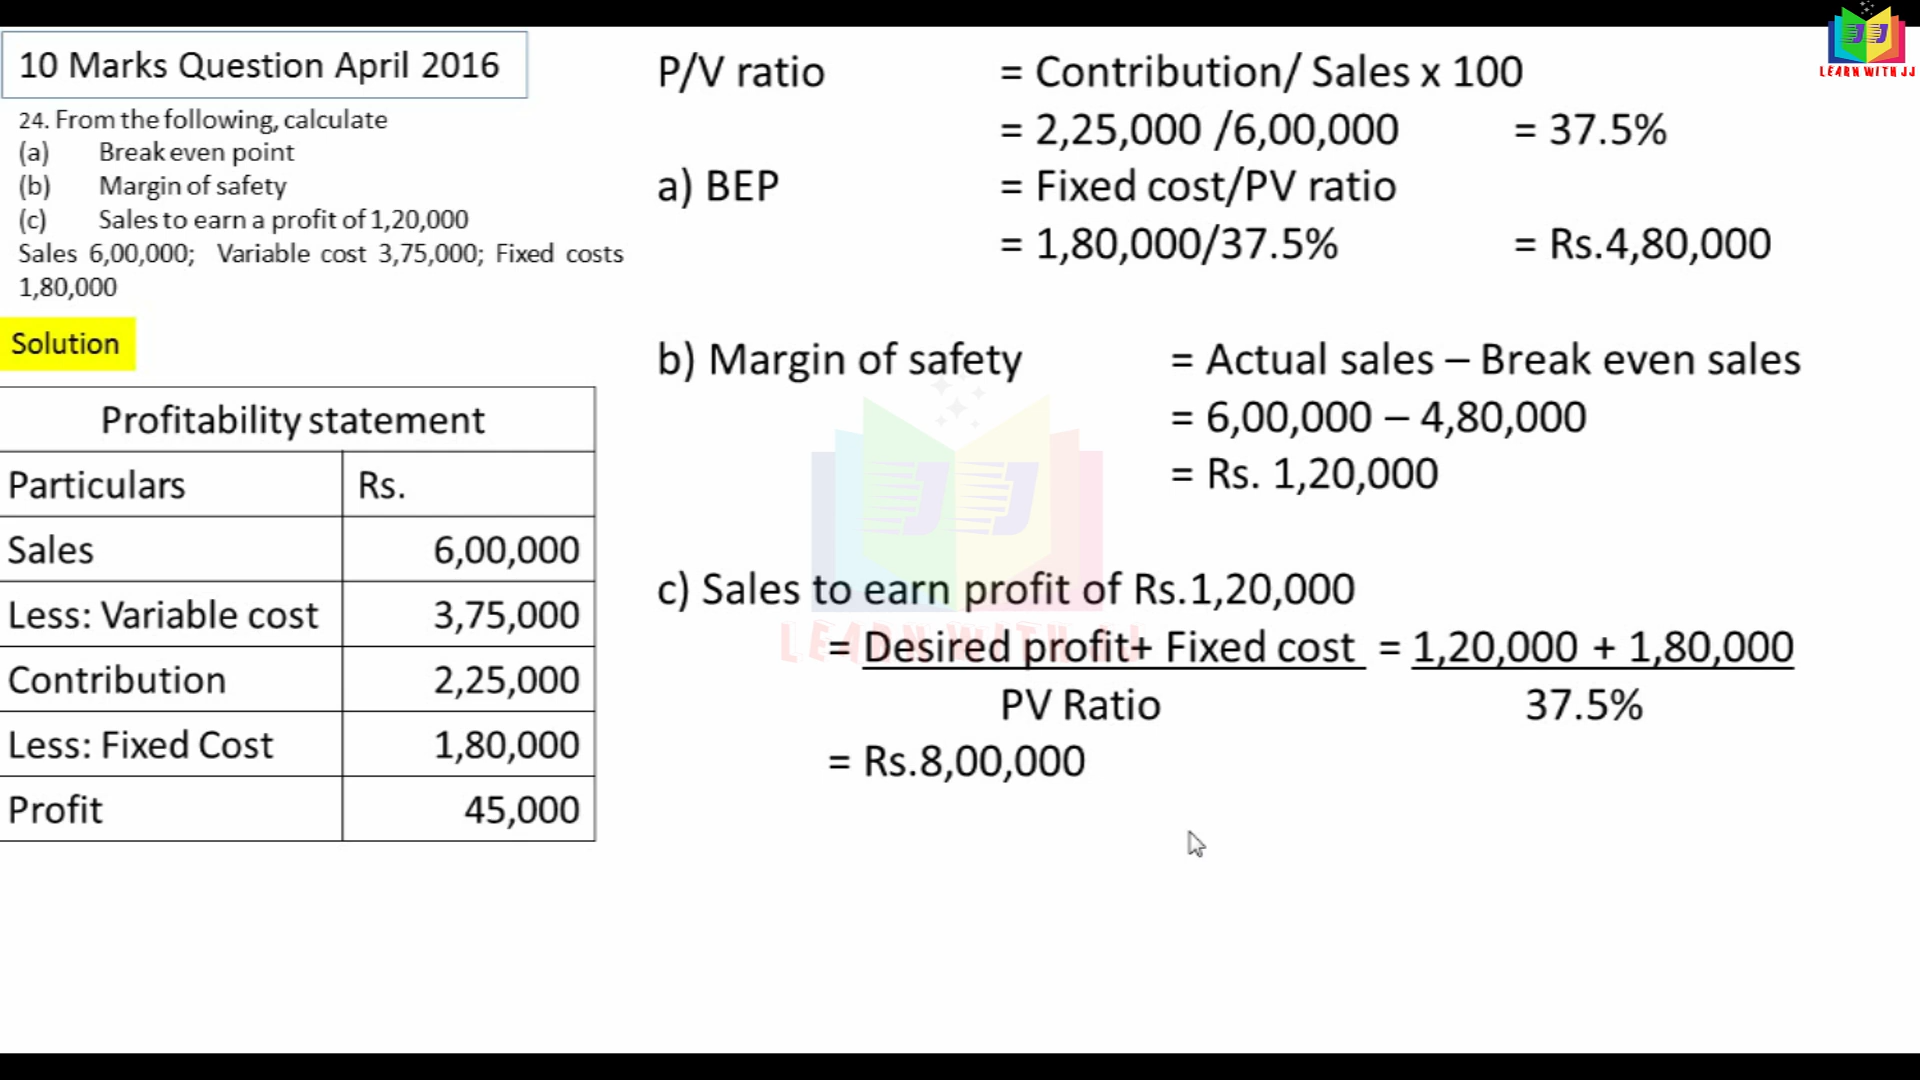 10 Marks Question April 2016
24. From the following, calculate
(a) Break even point
(b) Margin of safety
(c) Sales to earn a profit of 1,20,000
Sales 6,00,000; Variable cost 3,75,000; Fixed costs
1,80,000
Solution
Profitability statement
Particulars Rs.
Sales 6,00,000
Less: Variable cost 3,75,000
Contribution 2,25,000
Less: Fixed Cost 1,80,000
Profit 45,000
P/V ratio = Contribution/ Sales x 100
= 2,25,000 /6,00,000 = 37.5%
a) BEP = Fixed cost/PV ratio
= 1,80,000/37.5% = Rs.4,80,000
b) Margin of safety = Actual sales – Break even sales
= 6,00,000 – 4,80,000
= Rs. 1,20,000
c) Sales to earn profit of Rs.1,20,000
= Desired profit+ Fixed cost = 1,20,000 + 1,80,000
PV Ratio 37.5%
= Rs.8,00,000
JJ
LEARN WITH JJ
JJ
LEARN WITH JJ